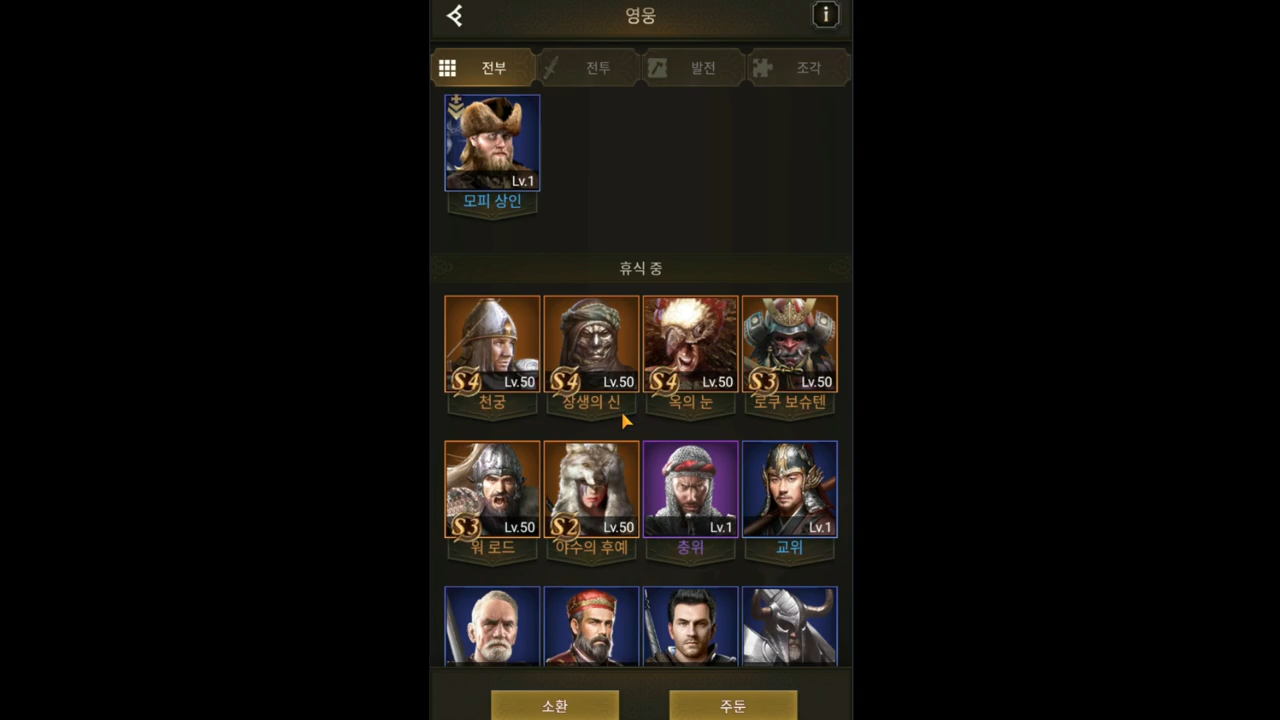 영웅
전부 전투 발전 조각
Lv.1
모피 상인
휴식 중
S4 Lv.50 S4 Lv.50 S4 Lv.50 S3 Lv.50
천궁 장생의 신 옥의 눈 로쿠 보슈텐
S3 Lv.50 S2 Lv.50 Lv.1 Lv.1
워 로드 야수의 후예 충위 교위
소환 주둔